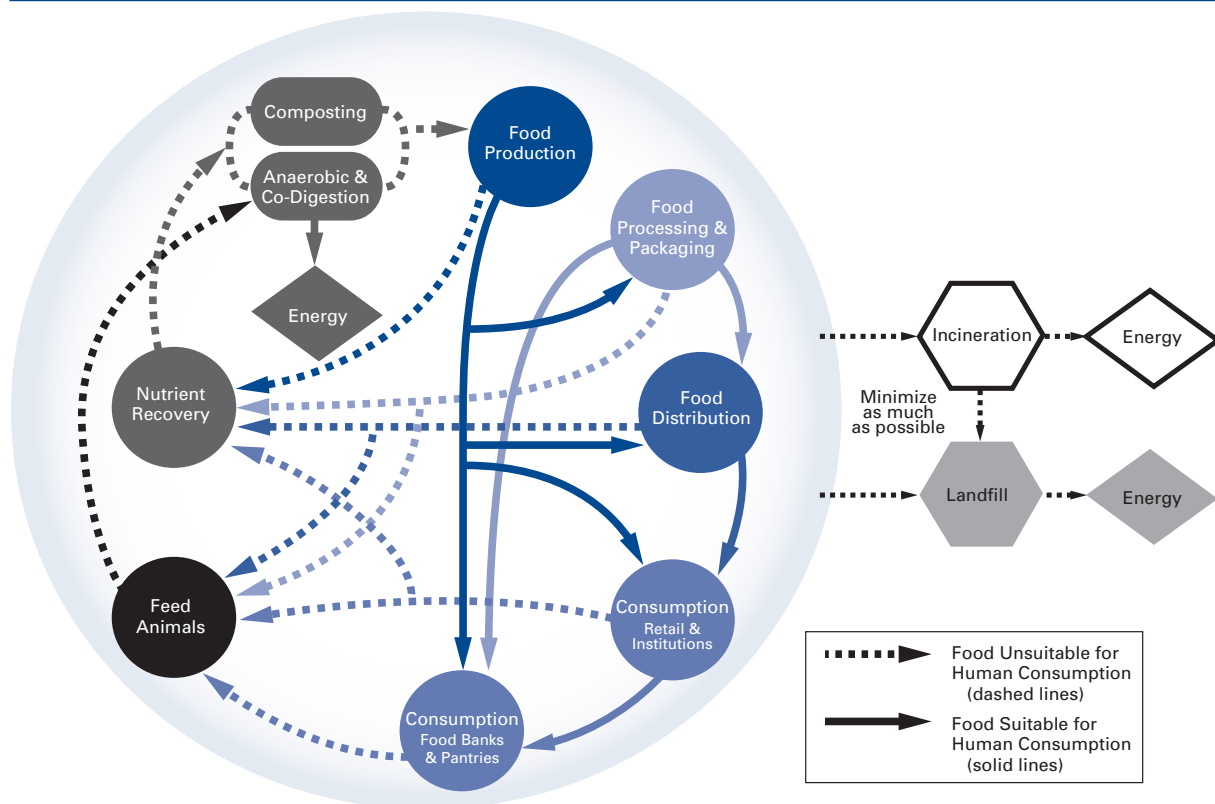 Composting
Anaerobic &
Co-Digestion
Energy
Food
Production
Food
Processing &
Packaging
Nutrient
Recovery
Food
Distribution
Feed
Animals
Consumption
Retail &
Institutions
Consumption
Food Banks
& Pantries
Incineration
Energy
Minimize
as much
as possible
Landfill
Energy
Food Unsuitable for
Human Consumption
(dashed lines)
Food Suitable for
Human Consumption
(solid lines)